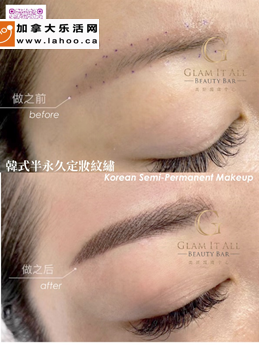 加拿大乐活网
www.lahoo.ca
G
GLAM IT ALL
BEAUTY BAR
做之前
before
韓式半永久定妝紋繡
Korean Semi-Permanent Makeup
G
GLAM IT ALL
BEAUTY BAR
做之后
after